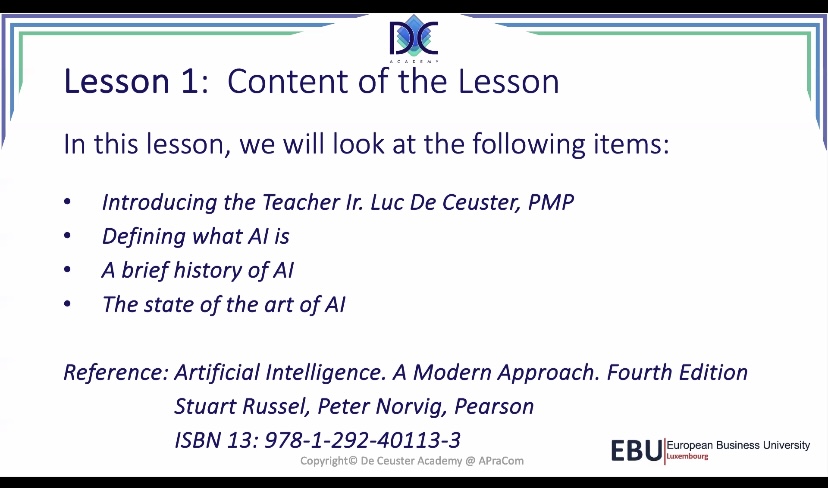 DC
ACADEMY
Lesson 1: Content of the Lesson
In this lesson, we will look at the following items:
• Introducing the Teacher Ir. Luc De Ceuster, PMP
• Defining what AI is
• A brief history of AI
• The state of the art of AI
Reference: Artificial Intelligence. A Modern Approach. Fourth Edition
Stuart Russel, Peter Norvig, Pearson
ISBN 13: 978-1-292-40113-3
Copyright© De Ceuster Academy @ APraCom
EBU European Business University
Luxembourg